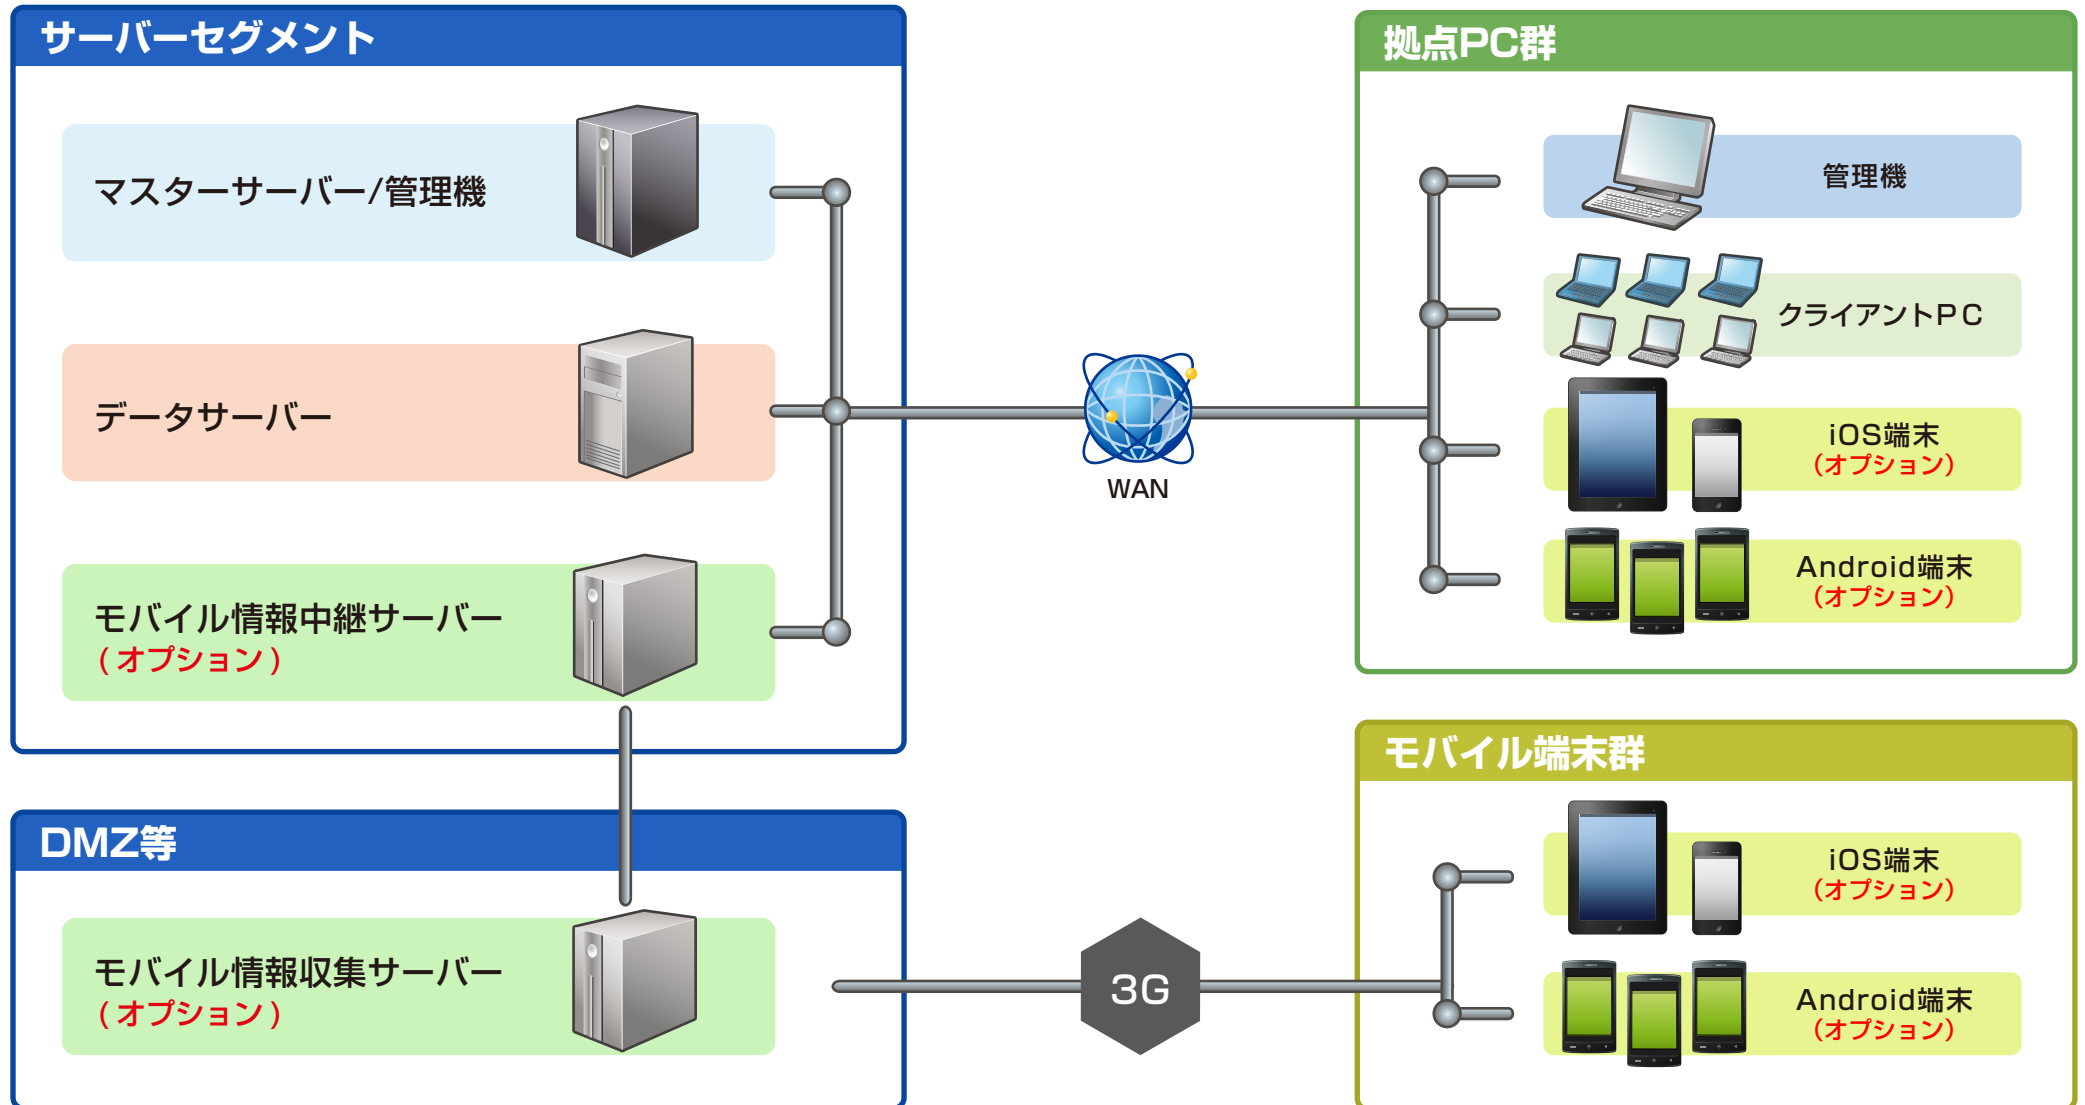 サーバーセグメント
マスターサーバー/管理機
データサーバー
モバイル情報中継サーバー
(オプション)
DMZ等
モバイル情報収集サーバー
(オプション)
WAN
3G
拠点PC群
管理機
クライアントPC
iOS端末
(オプション)
Android端末
(オプション)
モバイル端末群
iOS端末
(オプション)
Android端末
(オプション)